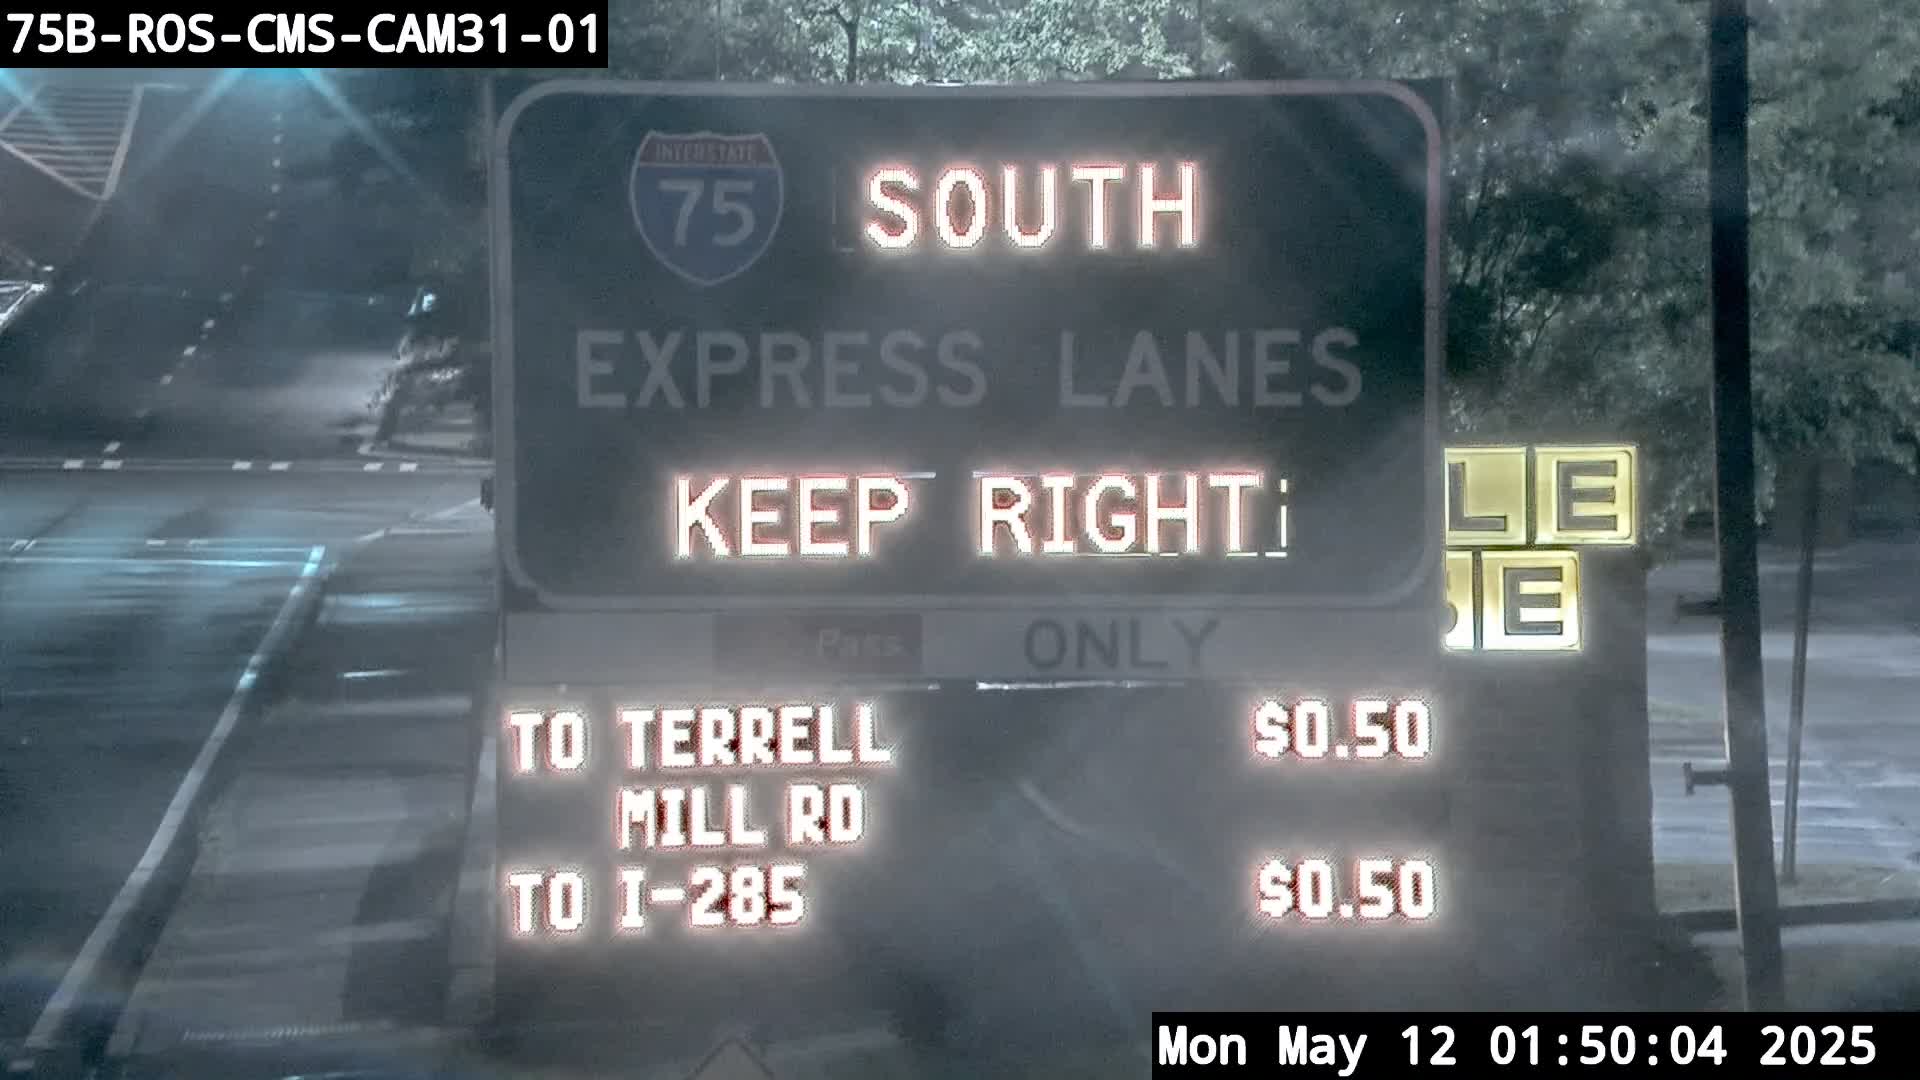 75B-ROS-CMS-CAM31-01
INTERSTATE
75
SOUTH
EXPRESS LANES
KEEP RIGHT
Pass ONLY
LE
E
TO TERRELL $0.50
MILL RD
TO I-285 $0.50
Mon May 12 01:50:04 2025